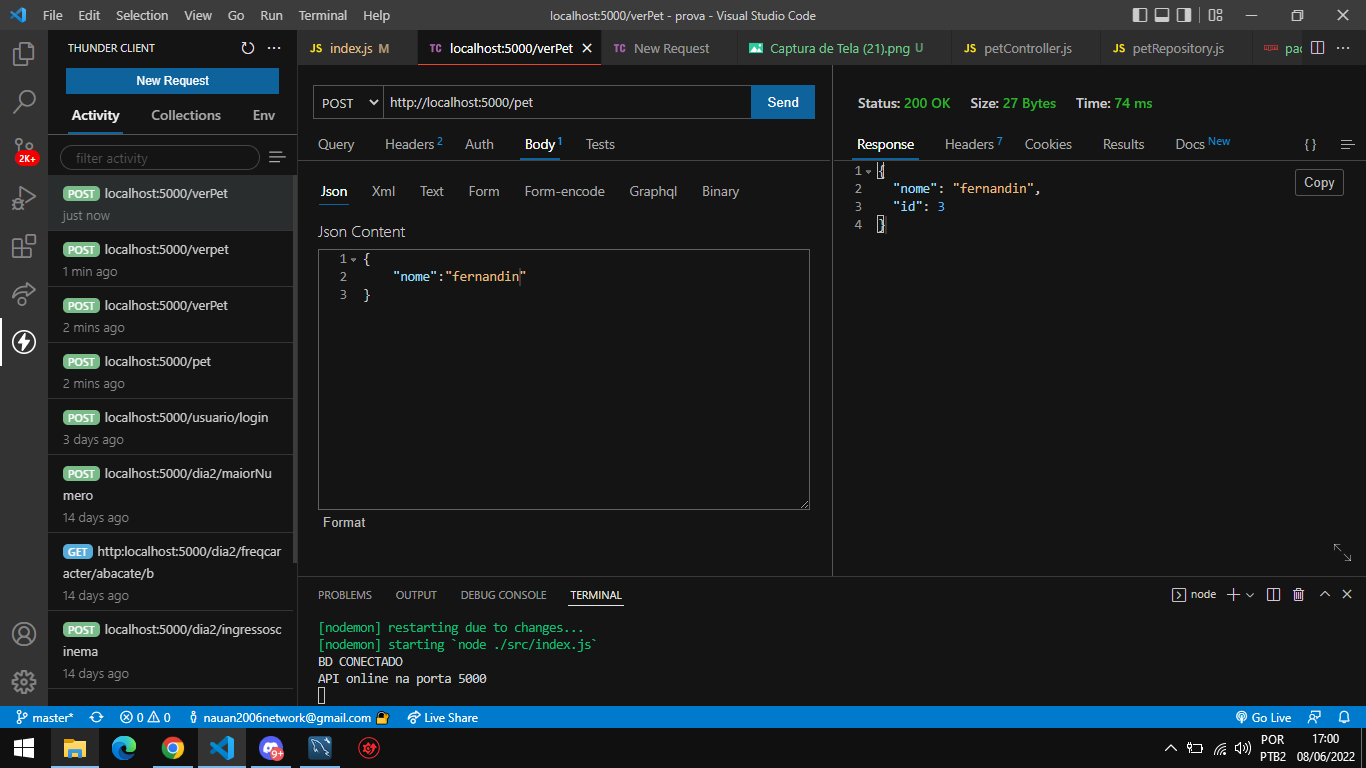 File Edit Selection View Go Run Terminal Help localhost:5000/verPet - prova - Visual Studio Code
THUNDER CLIENT
JS index.js M TC localhost:5000/verPet TC New Request Captura de Tela (21).png U JS petController.js JS petRepository.js
New Request
Activity Collections Env
filter activity
2K+
POST localhost:5000/verPet
just now
POST localhost:5000/verpet
1 min ago
POST localhost:5000/verPet
2 mins ago
POST localhost:5000/pet
2 mins ago
POST localhost:5000/usuario/login
3 days ago
POST localhost:5000/dia2/maiorNu
mero
14 days ago
GET http:localhost:5000/dia2/freqcar
acter/abacate/b
14 days ago
POST localhost:5000/dia2/ingressosc
inema
14 days ago
POST http://localhost:5000/pet Send
Query Headers 2 Auth Body 1 Tests
Json Xml Text Form Form-encode Graphql Binary
Json Content
1 {
2 "nome":"fernandin"
3 }
Format
Status: 200 OK Size: 27 Bytes Time: 74 ms
Response Headers 7 Cookies Results Docs New { }
Copy
1 {
2 "nome": "fernandin",
3 "id": 3
4 }
PROBLEMS OUTPUT DEBUG CONSOLE TERMINAL node
[nodemon] restarting due to changes...
[nodemon] starting `node ./src/index.js`
BD CONECTADO
API online na porta 5000
master* 0 0 nauan2006network@gmail.com Live Share Go Live
9+
POR 17:00
PTB2 08/06/2022